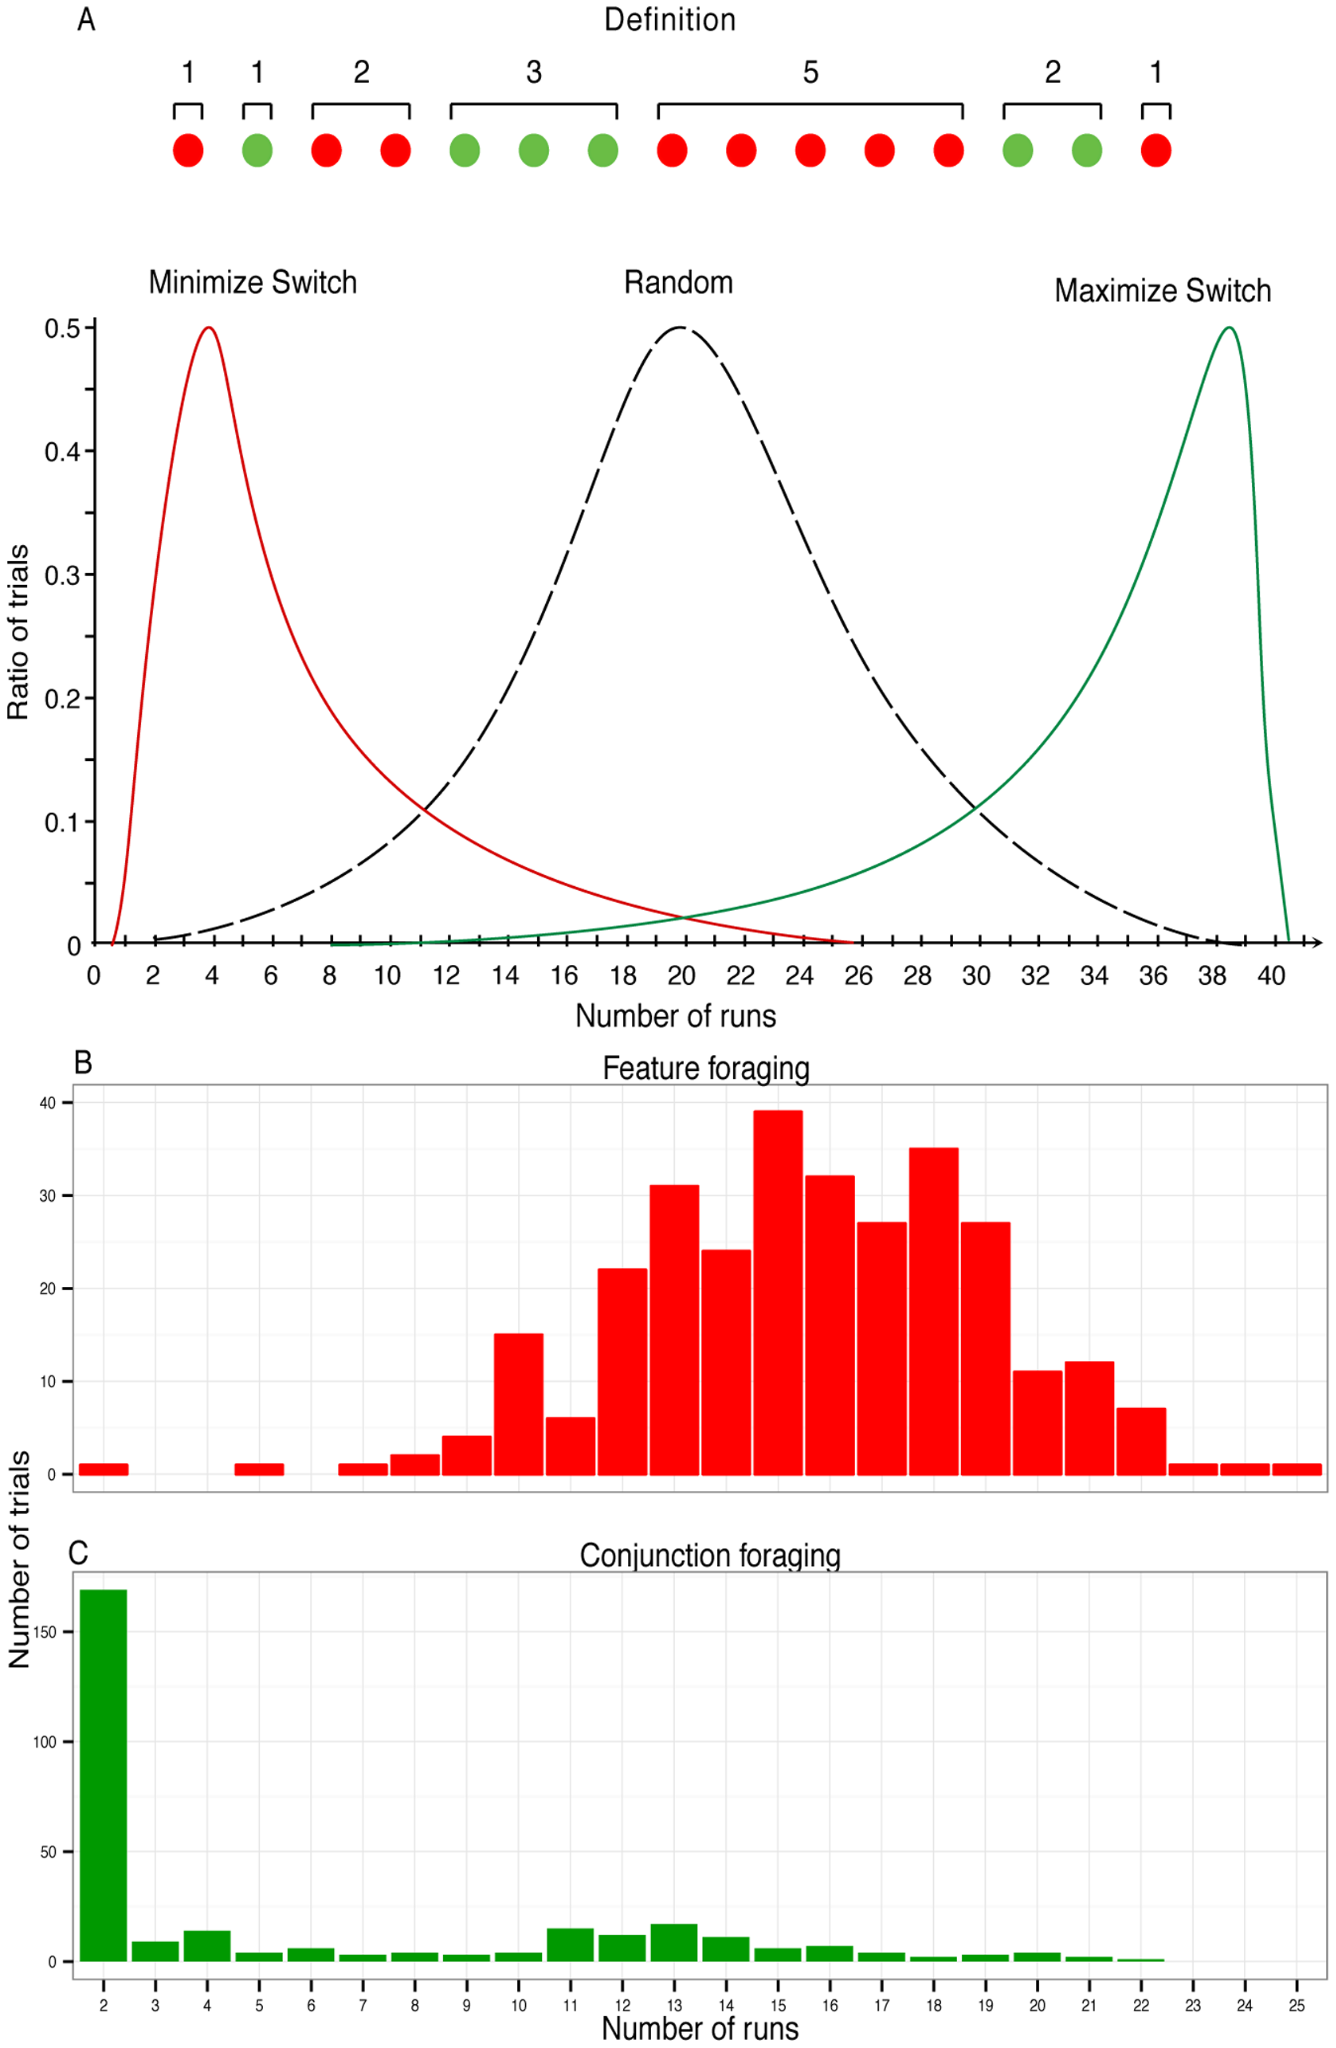 A
Definition
1 1 2 3 5 2 1
Minimize Switch
Random
Maximize Switch
0.5
0.4
0.3
0.2
0.1
0
Ratio of trials
0 2 4 6 8 10 12 14 16 18 20 22 24 26 28 30 32 34 36 38 40
Number of runs
B
Feature foraging
40
30
20
10
0
Number of trials
C
Conjunction foraging
150
100
50
0
2 3 4 5 6 7 8 9 10 11 12 13 14 15 16 17 18 19 20 21 22 23 24 25
Number of runs